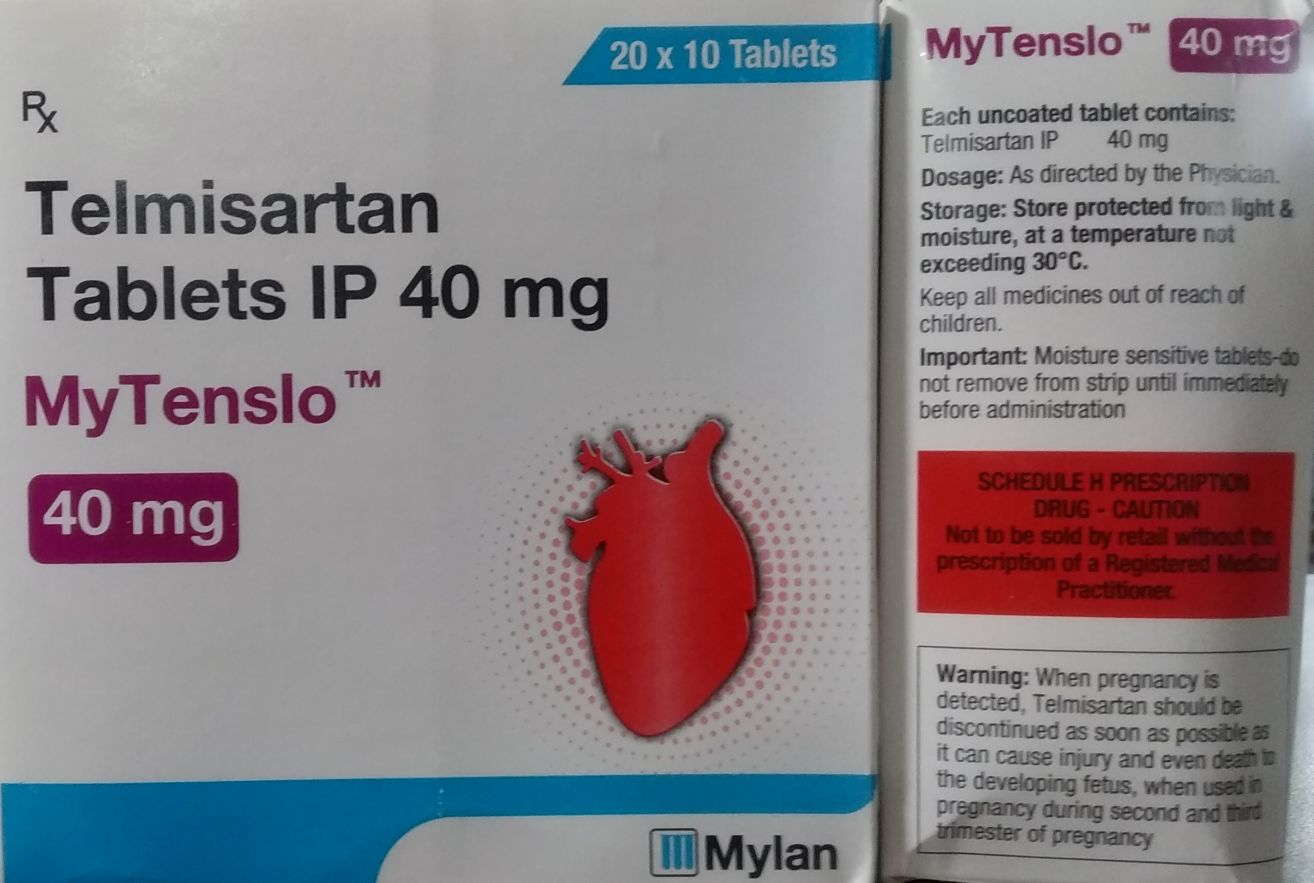 20 x 10 Tablets
Rx
Telmisartan
Tablets IP 40 mg
MyTenslo™
40 mg
Mylan
MyTenslo™ 40 mg
Each uncoated tablet contains:
Telmisartan IP 40 mg
Dosage: As directed by the Physician.
Storage: Store protected from light &
moisture, at a temperature not
exceeding 30°C.
Keep all medicines out of reach of
children.
Important: Moisture sensitive tablets-do
not remove from strip until immediately
before administration
SCHEDULE H PRESCRIPTION
DRUG - CAUTION
Not to be sold by retail without the
prescription of a Registered Medical
Practitioner.
Warning: When pregnancy is
detected, Telmisartan should be
discontinued as soon as possible as
it can cause injury and even death to
the developing fetus, when used in
pregnancy during second and third
trimester of pregnancy